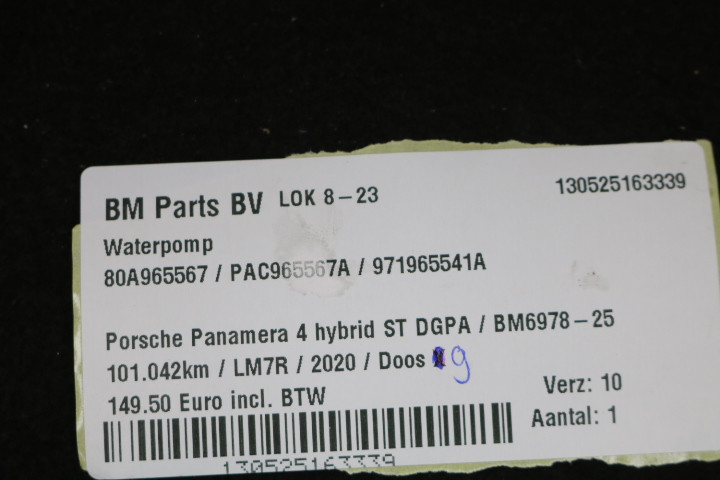 BM Parts BV LOK 8-23 130525163339
Waterpomp
80A965567 / PAC965567A / 971965541A
Porsche Panamera 4 hybrid ST DGPA / BM6978-25
101.042km / LM7R / 2020 / Doos 9
149.50 Euro incl. BTW Verz: 10
Aantal: 1
130525163339